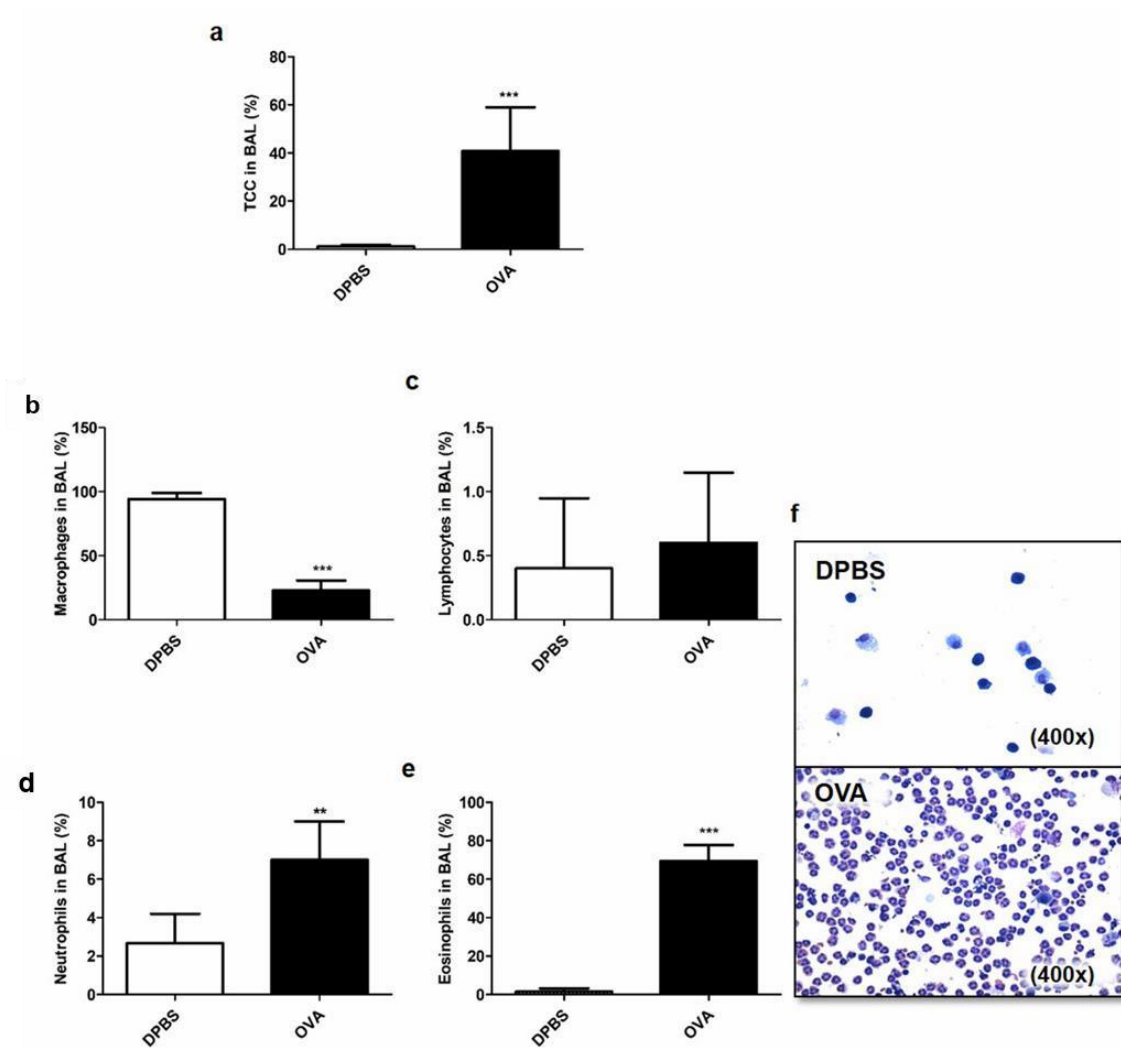 a
80
60
40
20
0
TCC in BAL (%)
***
DPBS
OVA
b
150
100
50
0
Macrophages in BAL (%)
***
DPBS
OVA
c
1.5
1.0
0.5
0.0
Lymphocytes in BAL (%)
DPBS
OVA
d
10
8
6
4
2
0
Neutrophils in BAL (%)
**
DPBS
OVA
e
100
80
60
40
20
0
Eosinophils in BAL (%)
***
DPBS
OVA
f
DPBS
(400x)
OVA
(400x)